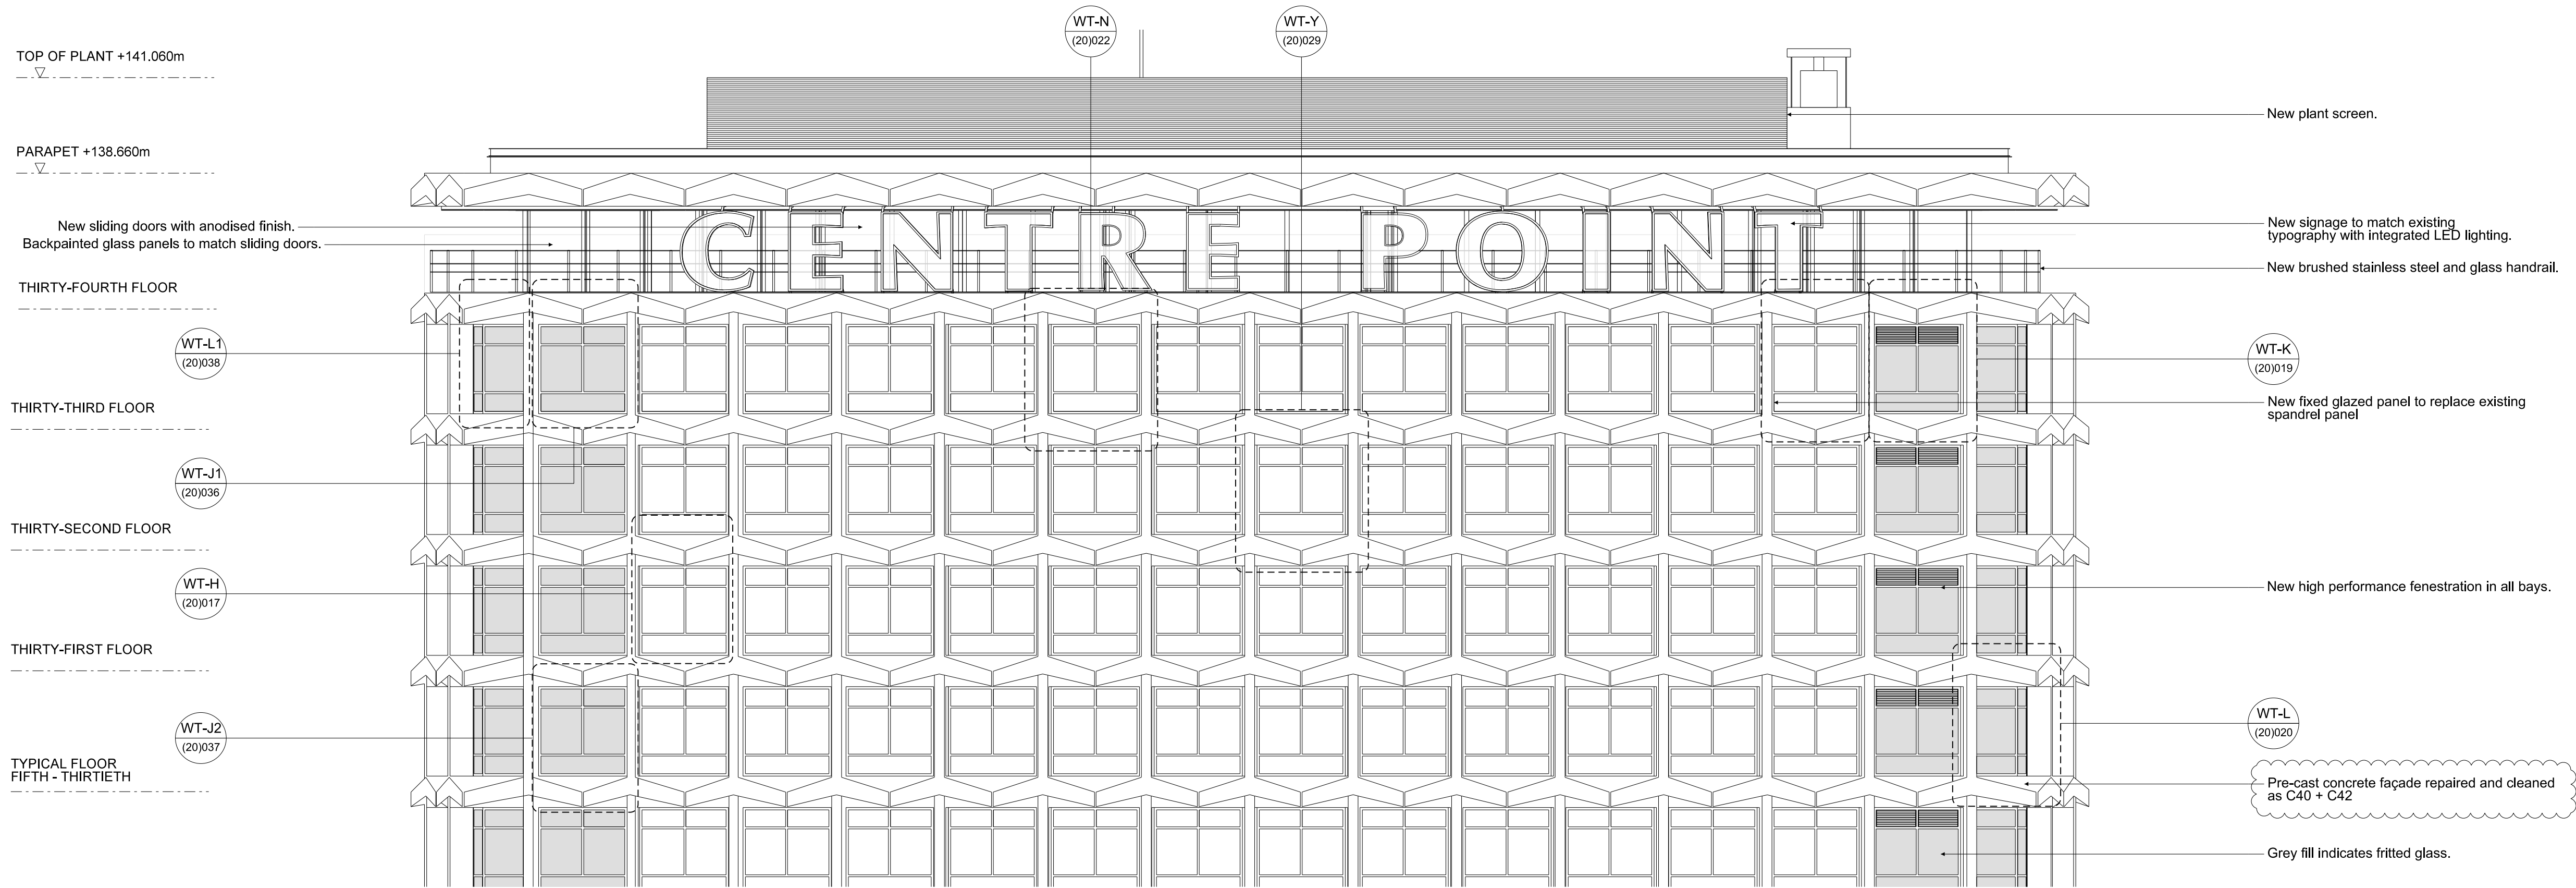 WT-N
(20)022
WT-Y
(20)029
TOP OF PLANT +141.060m
New plant screen.
PARAPET +138.660m
CENTRE POINT
New sliding doors with anodised finish.
Backpainted glass panels to match sliding doors.
New signage to match existing
typography with integrated LED lighting.
New brushed stainless steel and glass handrail.
THIRTY-FOURTH FLOOR
WT-L1
(20)038
WT-K
(20)019
THIRTY-THIRD FLOOR
New fixed glazed panel to replace existing
spandrel panel
WT-J1
(20)036
THIRTY-SECOND FLOOR
WT-H
(20)017
New high performance fenestration in all bays.
THIRTY-FIRST FLOOR
WT-J2
(20)037
WT-L
(20)020
TYPICAL FLOOR
FIFTH - THIRTIETH
Pre-cast concrete façade repaired and cleaned
as C40 + C42
Grey fill indicates fritted glass.